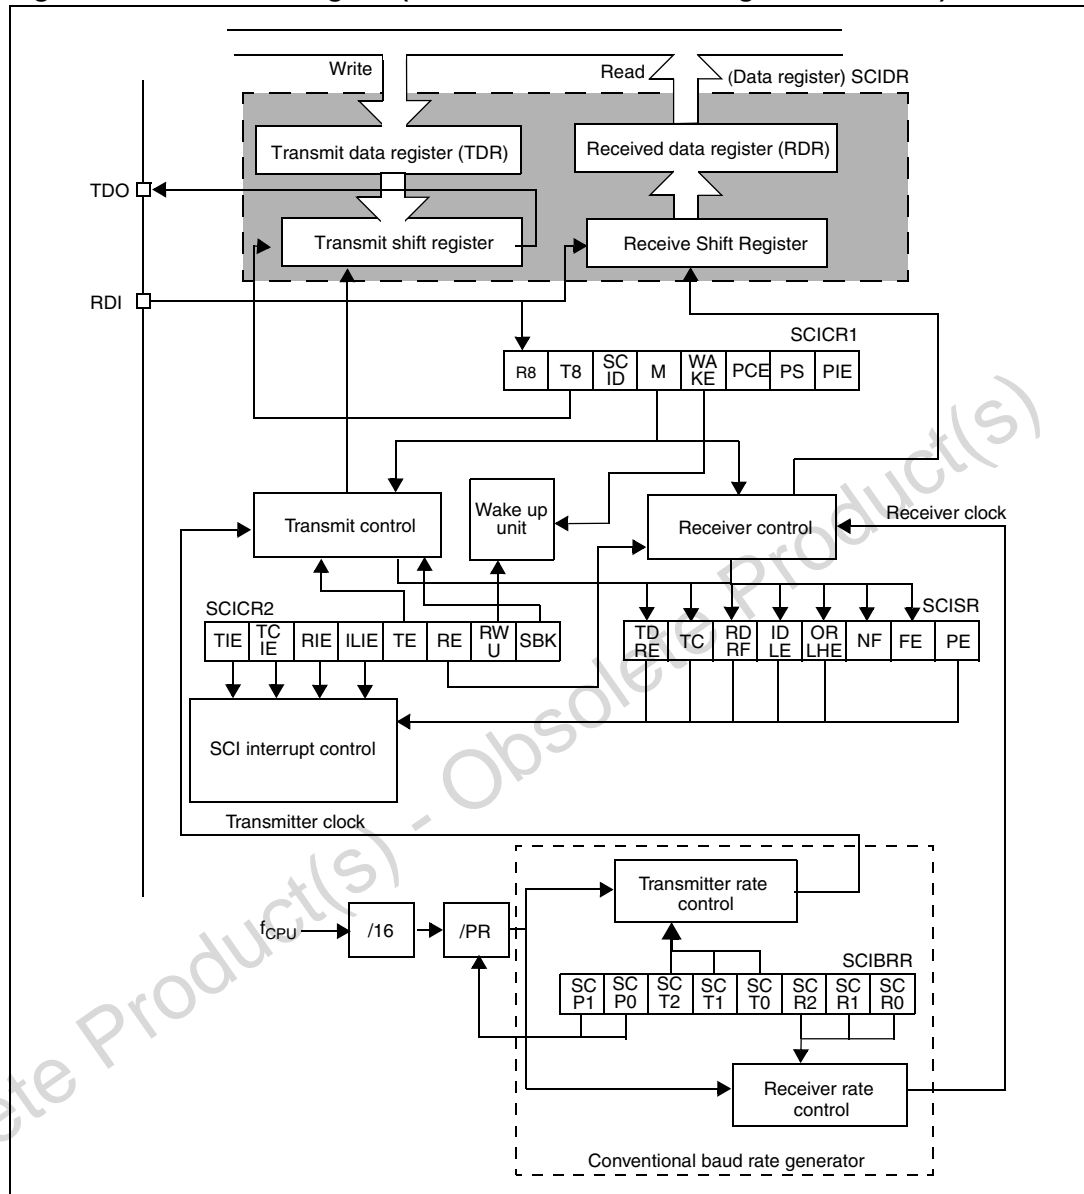 Write
Read
(Data register) SCIDR
Transmit data register (TDR)
Received data register (RDR)
TDO
Transmit shift register
Receive Shift Register
RDI
SCICR1
R8 T8 SC ID M WA KE PCE PS PIE
Transmit control
Wake up
unit
Receiver control
Receiver clock
SCICR2
SCISR
TIE TC IE RIE ILIE TE RE RW U SBK
TD RE TC RD RF ID LE OR LHE NF FE PE
SCI interrupt control
Transmitter clock
Transmitter rate
control
fCPU
/16
/PR
SCIBRR
SC P1 SC P0 SC T2 SC T1 SC T0 SC R2 SC R1 SC R0
Receiver rate
control
Conventional baud rate generator
ete Product(s) - Obsolete Product(s)